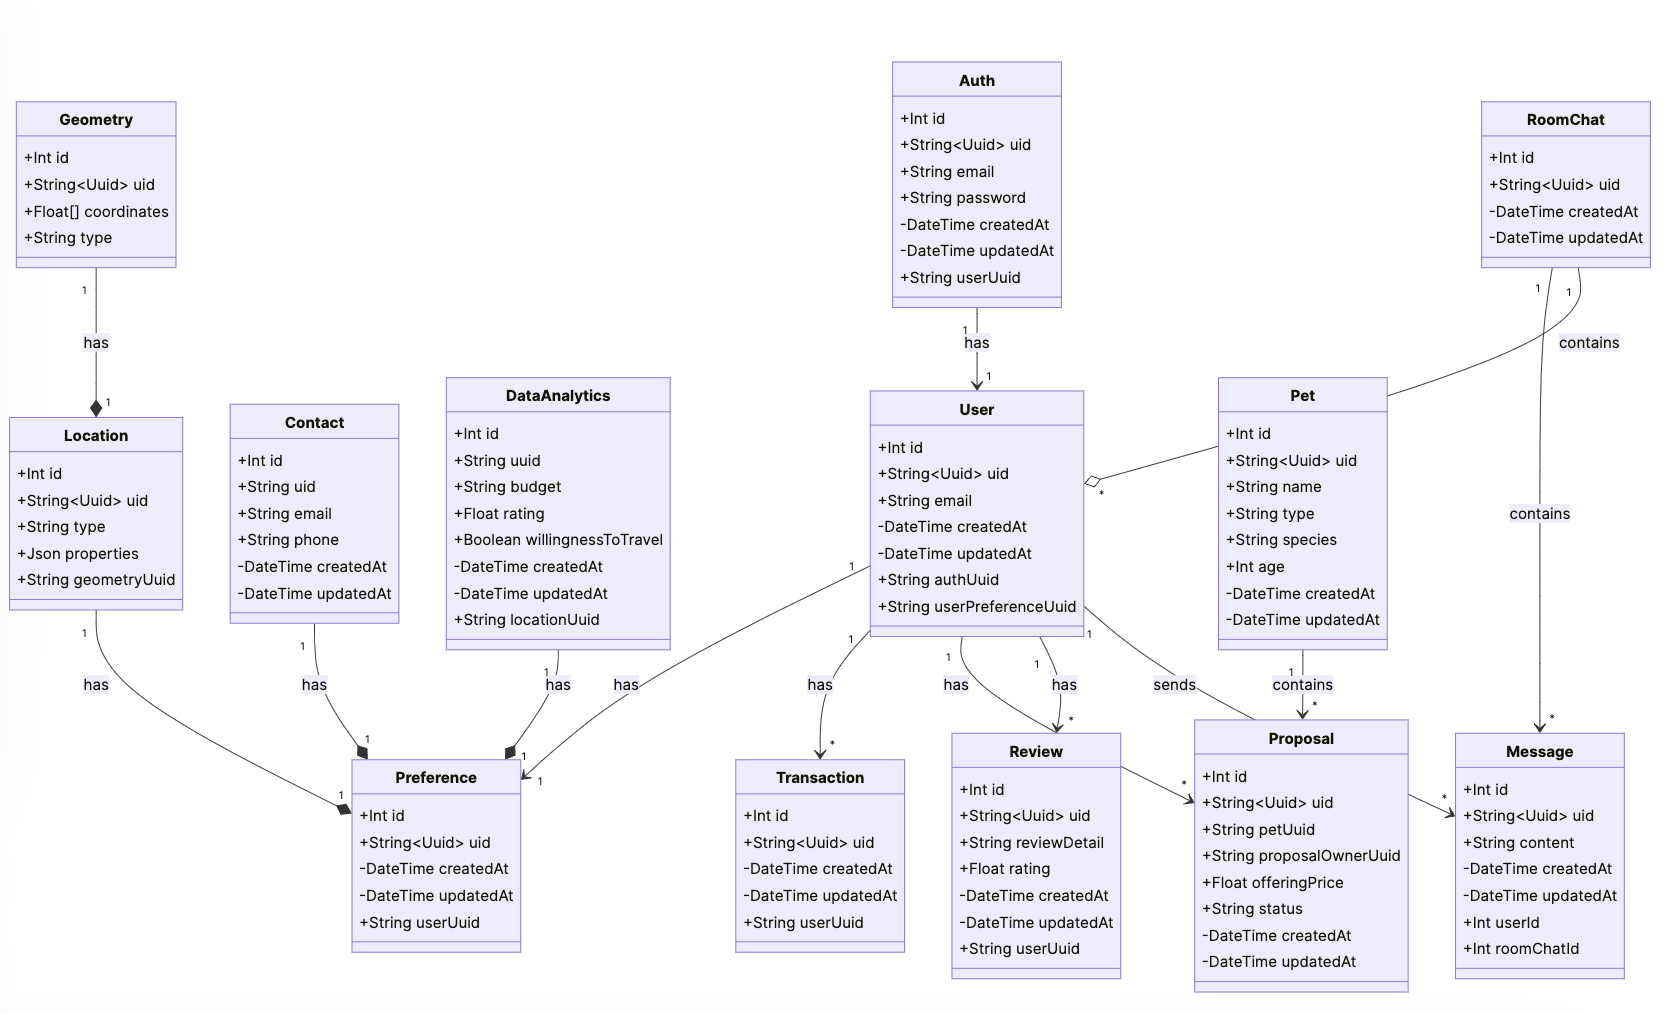 Auth
+Int id
+String<Uuid> uid
+String email
+String password
-DateTime createdAt
-DateTime updatedAt
+String userUuid
Geometry
+Int id
+String<Uuid> uid
+Float[] coordinates
+String type
RoomChat
+Int id
+String<Uuid> uid
-DateTime createdAt
-DateTime updatedAt
1
has
1
1
has
1
1
1
contains
contains
*
Location
+Int id
+String<Uuid> uid
+String type
+Json properties
+String geometryUuid
Contact
+Int id
+String uid
+String email
+String phone
-DateTime createdAt
-DateTime updatedAt
DataAnalytics
+Int id
+String uuid
+String budget
+Float rating
+Boolean willingnessToTravel
-DateTime createdAt
-DateTime updatedAt
+String locationUuid
User
+Int id
+String<Uuid> uid
+String email
-DateTime createdAt
-DateTime updatedAt
+String authUuid
+String userPreferenceUuid
*
Pet
+Int id
+String<Uuid> uid
+String name
+String type
+String species
+Int age
-DateTime createdAt
-DateTime updatedAt
1
has
1
1
has
1
1
has
1
1
has
1
1
has
*
1
has
1
has
*
1
sends
*
1
contains
*
Preference
+Int id
+String<Uuid> uid
-DateTime createdAt
-DateTime updatedAt
+String userUuid
Transaction
+Int id
+String<Uuid> uid
-DateTime createdAt
-DateTime updatedAt
+String userUuid
Review
+Int id
+String<Uuid> uid
+String reviewDetail
+Float rating
-DateTime createdAt
-DateTime updatedAt
+String userUuid
Proposal
+Int id
+String<Uuid> uid
+String petUuid
+String proposalOwnerUuid
+Float offeringPrice
+String status
-DateTime createdAt
-DateTime updatedAt
*
Message
+Int id
+String<Uuid> uid
+String content
-DateTime createdAt
-DateTime updatedAt
+Int userId
+Int roomChatId